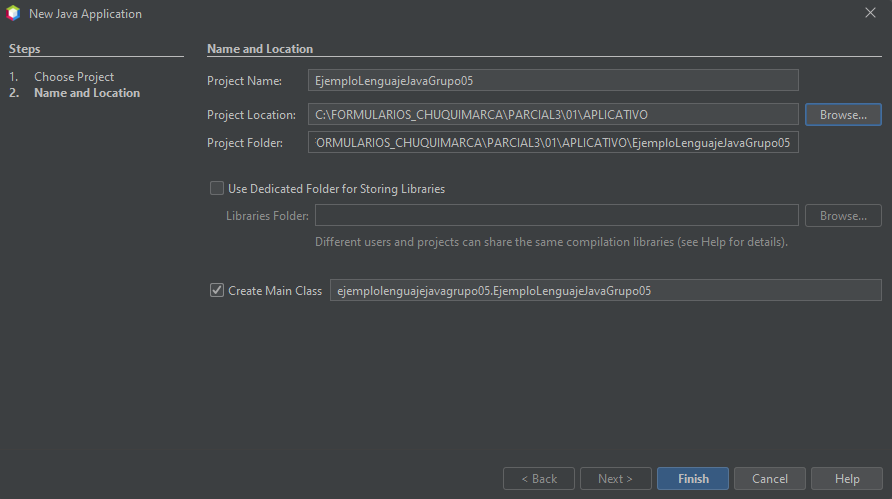 New Java Application
Steps
1. Choose Project
2. Name and Location
Name and Location
Project Name: EjemploLenguajeJavaGrupo05
Project Location: C:\FORMULARIOS_CHUQUIMARCA\PARCIAL3\01\APLICATIVO Browse...
Project Folder: ORMULARIOS_CHUQUIMARCA\PARCIAL3\01\APLICATIVO\EjemploLenguajeJavaGrupo05
Use Dedicated Folder for Storing Libraries
Libraries Folder: Browse...
Different users and projects can share the same compilation libraries (see Help for details).
Create Main Class ejemplolenguajejavagrupo05.EjemploLenguajeJavaGrupo05
< Back Next > Finish Cancel Help